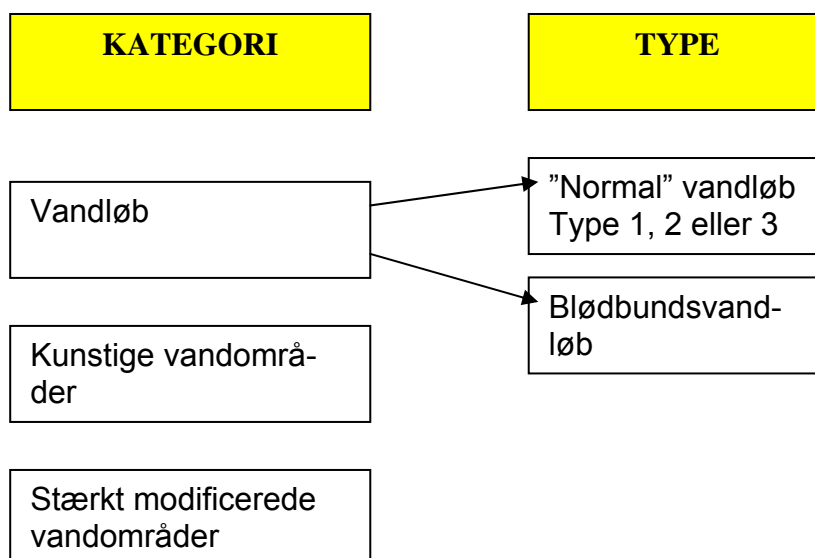 KATEGORI
TYPE
Vandløb
”Normal” vandløb
Type 1, 2 eller 3
Blødbundsvand-
løb
Kunstige vandområ-
der
Stærkt modificerede
vandområder